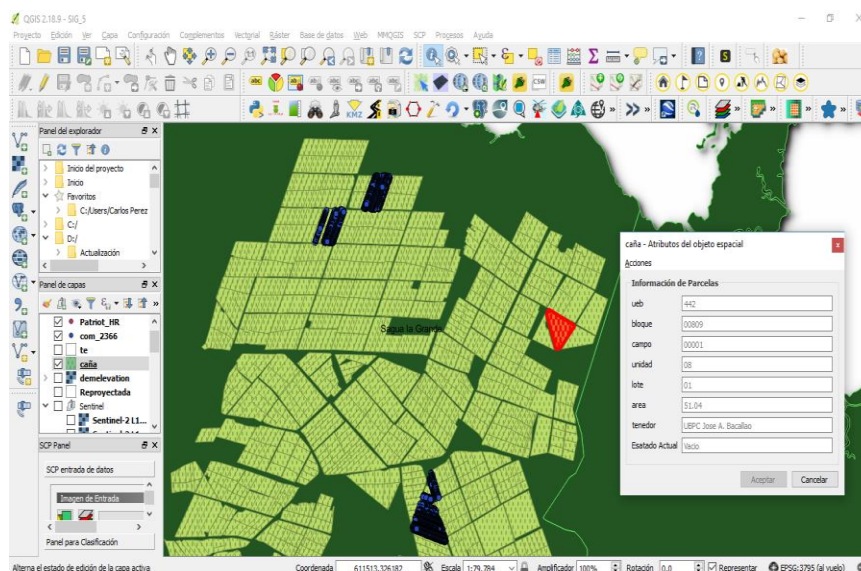 QGIS 2.18.9 - SIG_5
Proyecto Edición Ver Capa Configuración Complementos Vectorial Ráster Base de datos Web MMQGIS SCP Procesos Ayuda
Panel del explorador
Inicio del proyecto
Inicio
Favoritos
C:/Users/Carlos Perez
C:/
D:/
Actualización
Panel de capas
Patriot_HR
com_2366
te
caña
demelevation
Reproyectada
Sentinel
Sentinel-2 L1...
SCP Panel
SCP entrada de datos
Imagen de Entrada
Panel para Clasificación
Sagua la Grande
caña - Atributos del objeto espacial
Acciones
Información de Parcelas
ueb 442
bloque 00809
campo 00001
unidad 08
lote 01
area 51.04
tenedor UBPC Jose A. Bacallao
Esatado Actual Vacio
Aceptar Cancelar
Alterna el estado de edición de la capa activa Coordenada 611513,326182 Escala 1:79.784 Amplificador 100% Rotación 0,0 Representar EPSG:3795 (al vuelo)